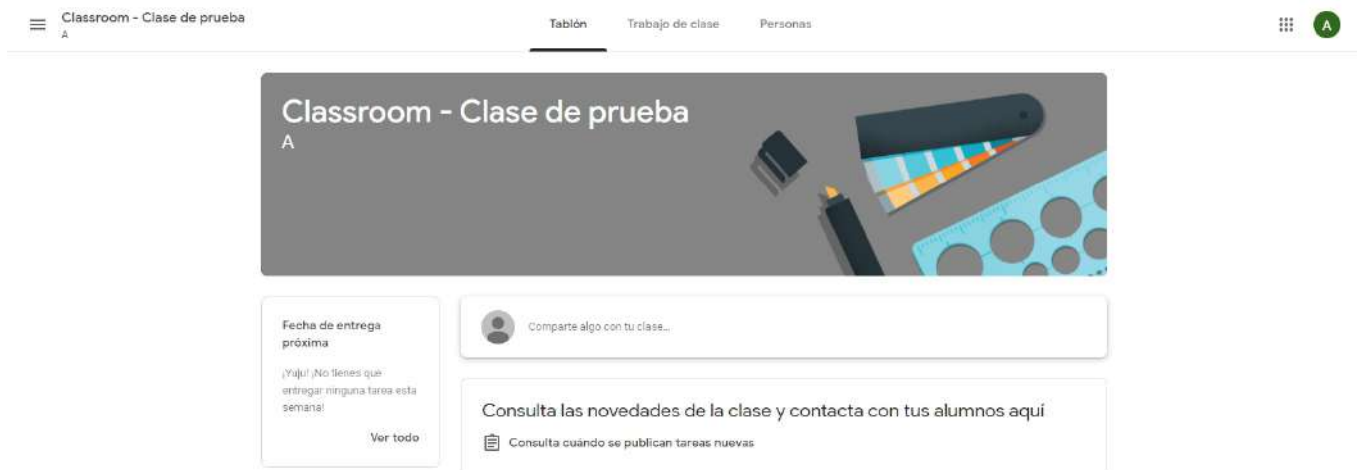 Classroom - Clase de prueba
A
Tablón
Trabajo de clase
Personas
A
Classroom - Clase de prueba
A
Fecha de entrega
próxima
¡Yuju! ¡No tienes que
entregar ninguna tarea esta
semana!
Ver todo
Comparte algo con tu clase...
Consulta las novedades de la clase y contacta con tus alumnos aquí
Consulta cuándo se publican tareas nuevas